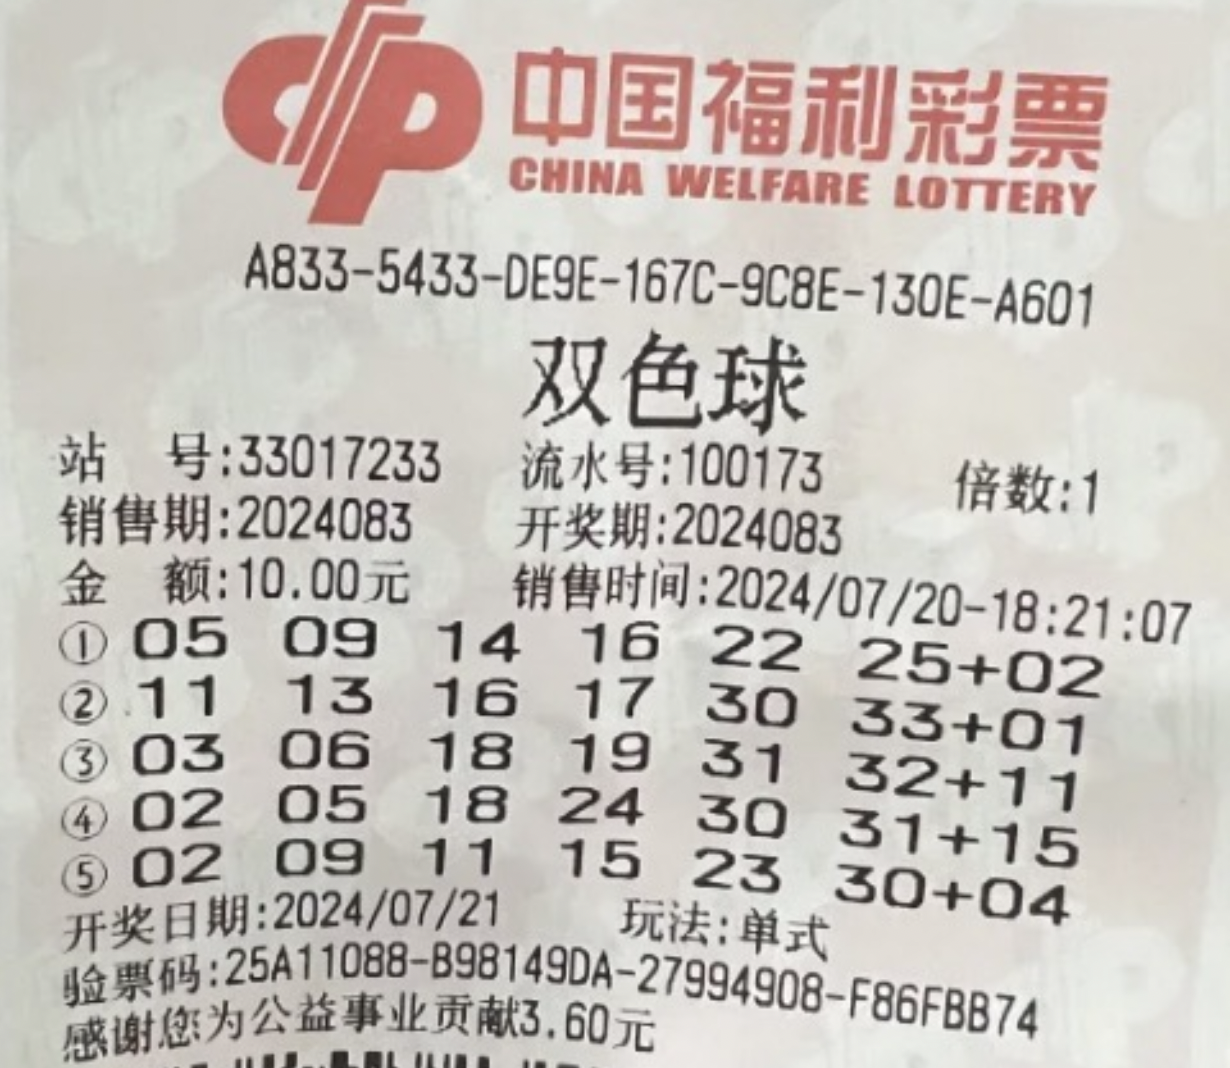 中国福利彩票
CHINA WELFARE LOTTERY
A833-5433-DE9E-167C-9C8E-130E-A601
双色球
站 号:33017233 流水号:100173 倍数:1
销售期:2024083 开奖期:2024083
金 额:10.00元 销售时间:2024/07/20-18:21:07
① 05 09 14 16 22 25+02
② 11 13 16 17 30 33+01
③ 03 06 18 19 31 32+11
④ 02 05 18 24 30 31+15
⑤ 02 09 11 15 23 30+04
开奖日期:2024/07/21 玩法:单式
验票码:25A11088-B98149DA-27994908-F86FBB74
感谢您为公益事业贡献3.60元